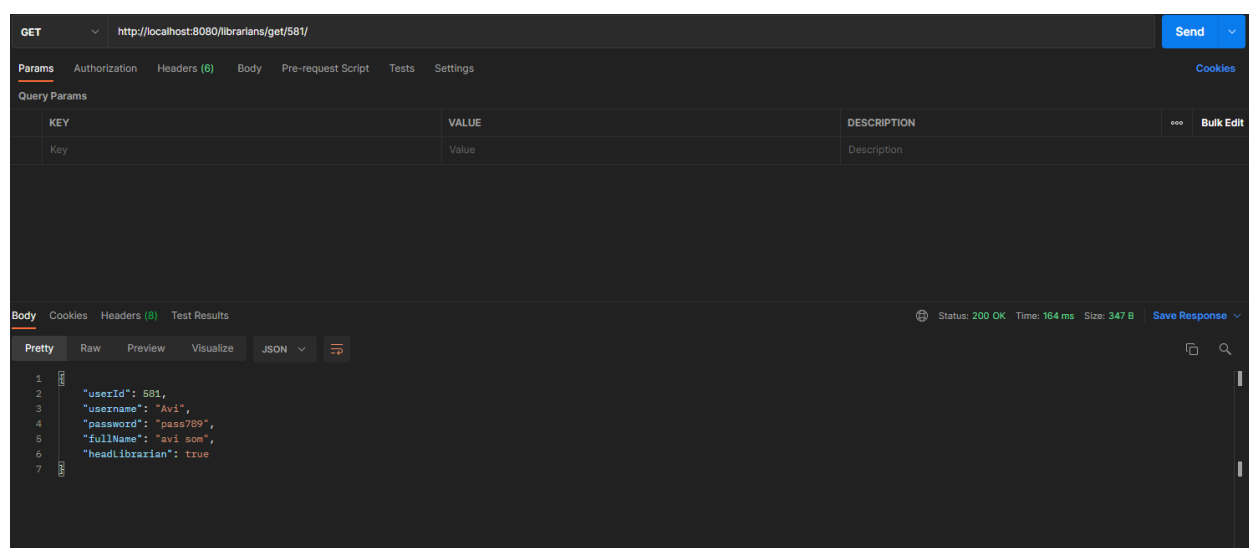 GET http://localhost:8080/librarians/get/581/ Send
Params Authorization Headers (6) Body Pre-request Script Tests Settings Cookies
Query Params
KEY VALUE DESCRIPTION ooo Bulk Edit
Key Value Description
Body Cookies Headers (8) Test Results Status: 200 OK Time: 164 ms Size: 347 B Save Response
Pretty Raw Preview Visualize JSON
1 {
2 "userId": 581,
3 "username": "Avi",
4 "password": "pass789",
5 "fullName": "avi som",
6 "headLibrarian": true
7 }